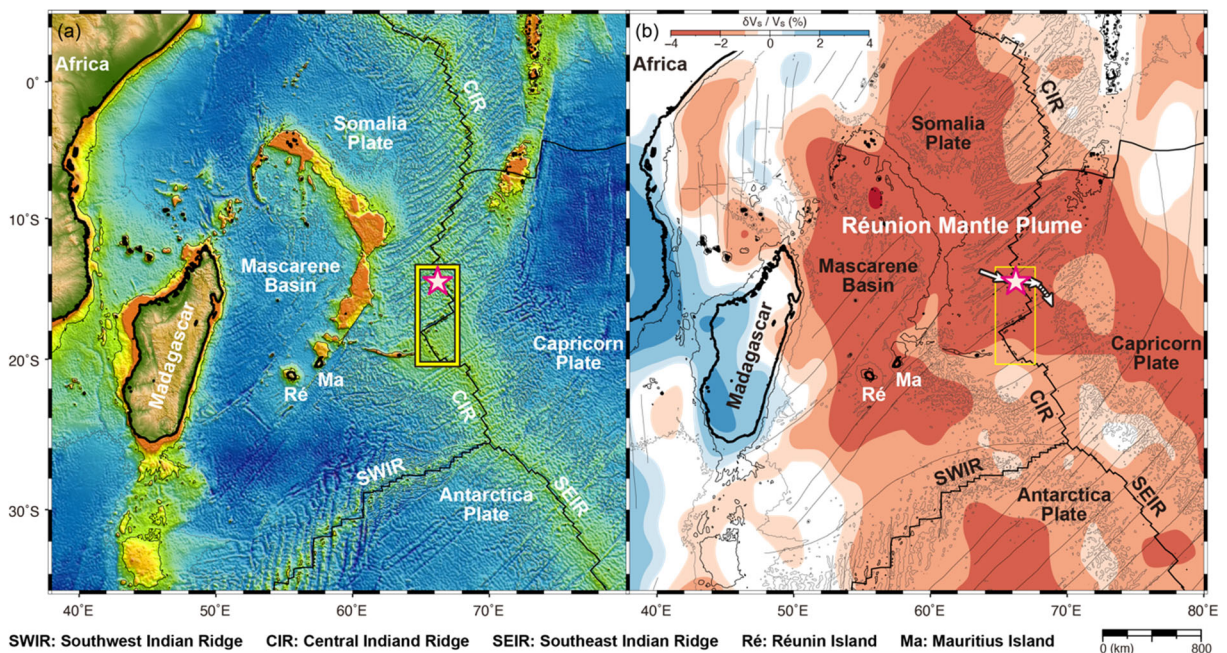 (a)
Africa
0°
10°S
20°S
30°S
40°E
50°E
60°E
70°E
Somalia
Plate
CIR
Mascarene
Basin
Capricorn
Plate
Madagascar
Ré
Ma
CIR
SWIR
Antarctica
Plate
SEIR
(b)
δVs / Vs (%)
−4 −2 0 2 4
Africa
CIR
Somalia
Plate
Réunion Mantle Plume
Mascarene
Basin
Capricorn
Plate
Madagascar
Ré
Ma
CIR
SWIR
Antarctica
Plate
SEIR
40°E
50°E
60°E
70°E
80°E
SWIR: Southwest Indian Ridge CIR: Central Indiand Ridge SEIR: Southeast Indian Ridge Ré: Réunin Island Ma: Mauritius Island
0 (km) 800